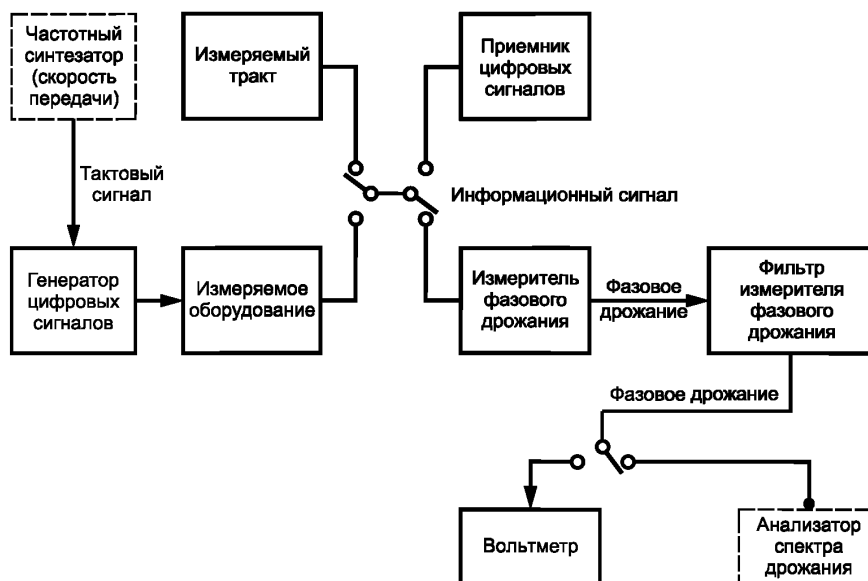 Частотный
синтезатор
(скорость
передачи)
Измеряемый
тракт
Приемник
цифровых
сигналов
Тактовый
сигнал
Информационный сигнал
Генератор
цифровых
сигналов
Измеряемое
оборудование
Измеритель
фазового
дрожания
Фазовое
дрожание
Фильтр
измерителя
фазового
дрожания
Фазовое дрожание
Вольтметр
Анализатор
спектра
дрожания